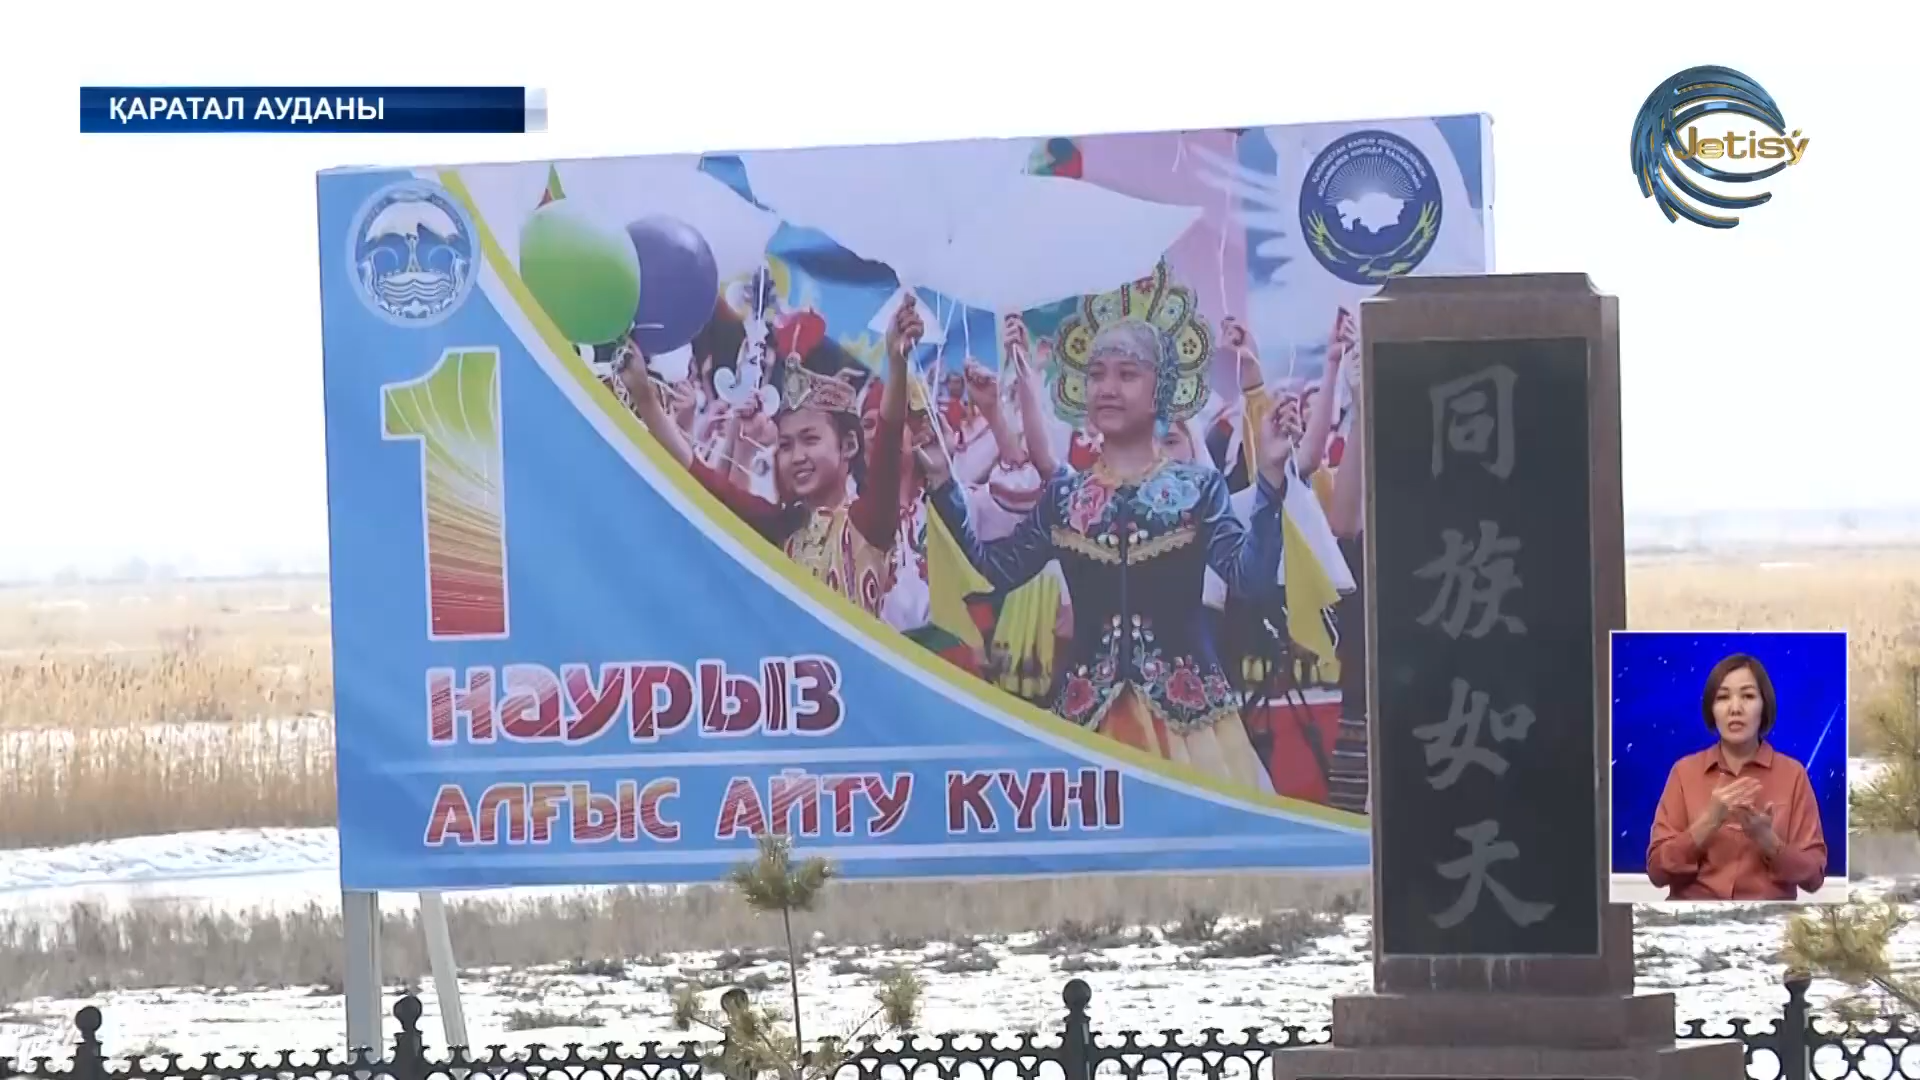 ҚАРАТАЛ АУДАНЫ
Jetisý
1
НАУРЫЗ
АЛҒЫС АЙТУ КҮНІ
同族如天